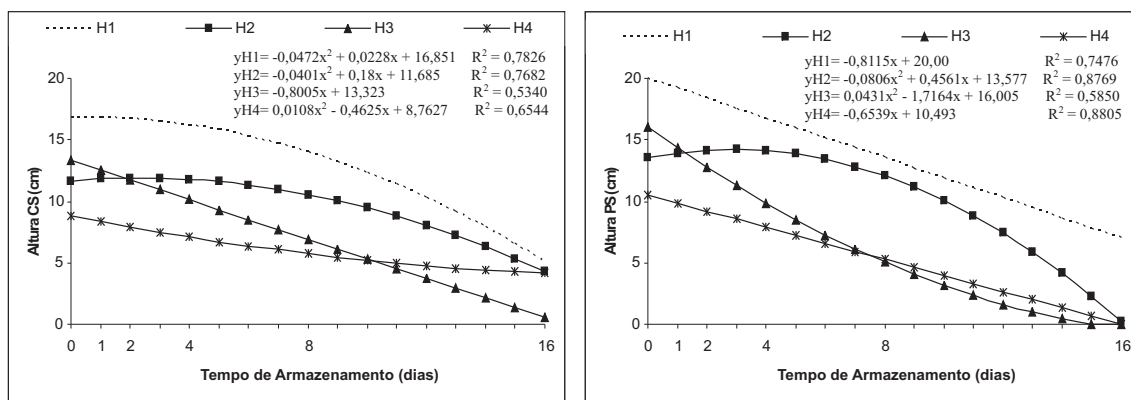 H1 H2 H3 H4
yH1= -0,0472x² + 0,0228x + 16,851 R² = 0,7826
yH2= -0,0401x² + 0,18x + 11,685 R² = 0,7682
yH3= -0,8005x + 13,323 R² = 0,5340
yH4= 0,0108x² - 0,4625x + 8,7627 R² = 0,6544
Altura CS (cm)
20
15
10
5
0
0 1 2 4 8 16
Tempo de Armazenamento (dias)
H1 H2 H3 H4
yH1= -0,8115x + 20,00 R² = 0,7476
yH2= -0,0806x² + 0,4561x + 13,577 R² = 0,8769
yH3= 0,0431x² - 1,7164x + 16,005 R² = 0,5850
yH4= -0,6539x + 10,493 R² = 0,8805
Altura PS (cm)
20
15
10
5
0
0 1 2 4 8 16
Tempo de Armazenamento (dias)